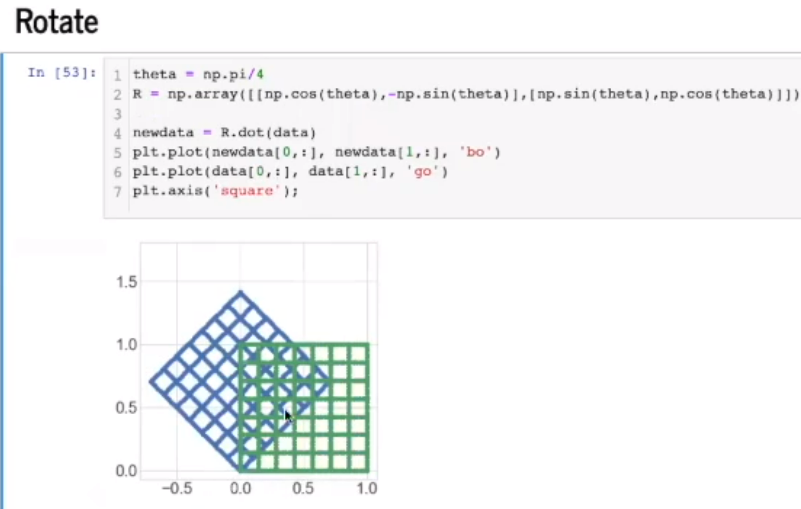 Rotate
In [53]:
1 theta = np.pi/4
2 R = np.array([[np.cos(theta),-np.sin(theta)],[np.sin(theta),np.cos(theta)]])
3
4 newdata = R.dot(data)
5 plt.plot(newdata[0,:], newdata[1,:], 'bo')
6 plt.plot(data[0,:], data[1,:], 'go')
7 plt.axis('square');
1.5
1.0
0.5
0.0
−0.5 0.0 0.5 1.0